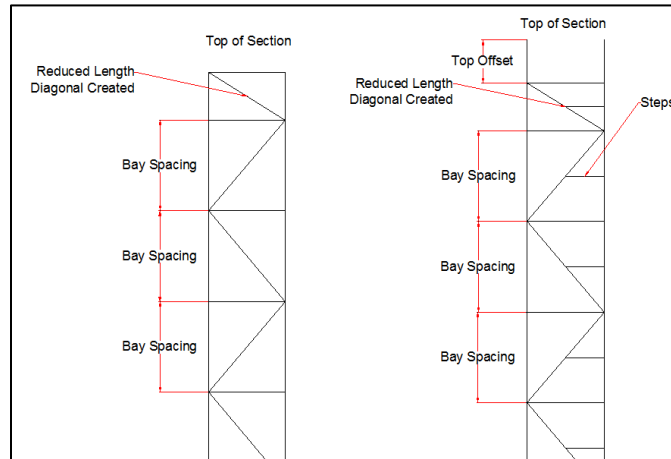 Top of Section
Reduced Length
Diagonal Created
Bay Spacing
Bay Spacing
Bay Spacing
Top of Section
Top Offset
Reduced Length
Diagonal Created
Steps
Bay Spacing
Bay Spacing
Bay Spacing